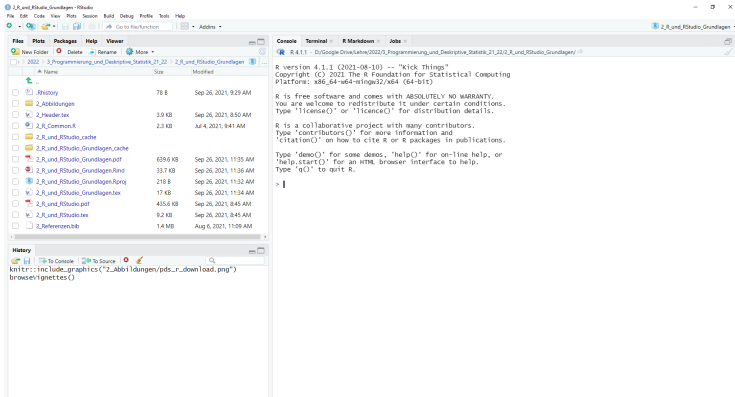 2_R_und_RStudio_Grundlagen - RStudio
File Edit Code View Plots Session Build Debug Profile Tools Help
Go to file/function Addins
2_R_und_RStudio_Grundlagen
Files Plots Packages Help Viewer
New Folder Delete Rename More
2022 3_Programmierung_und_Deskriptive_Statistik_21_22 2_R_und_RStudio_Grundlagen
Name Size Modified
..
.Rhistory 78 B Sep 26, 2021, 9:29 AM
2_Abbildungen
2_Header.tex 3.9 KB Sep 26, 2021, 8:50 AM
2_R_Common.R 2.3 KB Jul 4, 2021, 9:41 AM
2_R_und_RStudio_cache
2_R_und_RStudio_Grundlagen_cache
2_R_und_RStudio_Grundlagen.pdf 639.6 KB Sep 26, 2021, 11:35 AM
2_R_und_RStudio_Grundlagen.Rmd 33.7 KB Sep 26, 2021, 11:36 AM
2_R_und_RStudio_Grundlagen.Rproj 218 B Sep 26, 2021, 11:32 AM
2_R_und_RStudio_Grundlagen.tex 17 KB Sep 26, 2021, 11:34 AM
2_R_und_RStudio.pdf 435.6 KB Sep 26, 2021, 8:45 AM
2_R_und_RStudio.tex 9.2 KB Sep 26, 2021, 8:45 AM
2_Referenzen.bib 1.4 MB Aug 6, 2021, 11:09 AM
History
To Console To Source
knitr::include_graphics("2_Abbildungen/pds_r_download.png")
browseVignettes()
Console Terminal R Markdown Jobs
R 4.1.1 · D:/Google Drive/Lehre/2022/3_Programmierung_und_Deskriptive_Statistik_21_22/2_R_und_RStudio_Grundlagen/
R version 4.1.1 (2021-08-10) -- "Kick Things"
Copyright (C) 2021 The R Foundation for Statistical Computing
Platform: x86_64-w64-mingw32/x64 (64-bit)
R is free software and comes with ABSOLUTELY NO WARRANTY.
You are welcome to redistribute it under certain conditions.
Type 'license()' or 'licence()' for distribution details.
R is a collaborative project with many contributors.
Type 'contributors()' for more information and
'citation()' on how to cite R or R packages in publications.
Type 'demo()' for some demos, 'help()' for on-line help, or
'help.start()' for an HTML browser interface to help.
Type 'q()' to quit R.
>